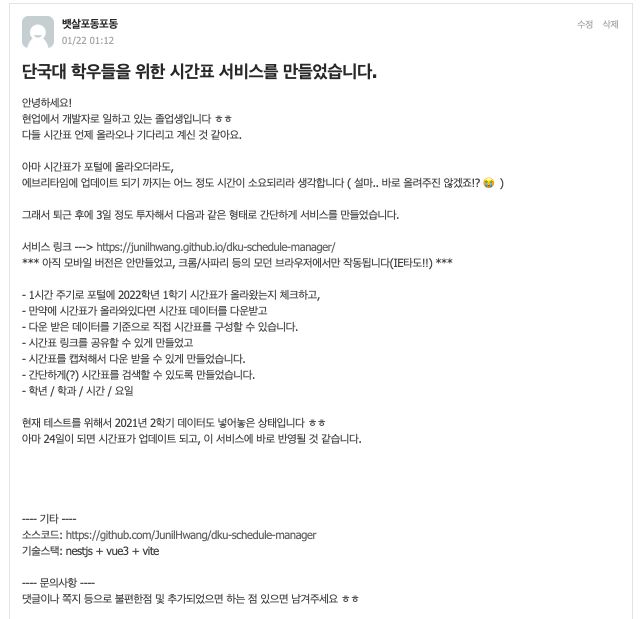 뱃살포동포동
01/22 01:12
수정 삭제
단국대 학우들을 위한 시간표 서비스를 만들었습니다.
안녕하세요!
현업에서 개발자로 일하고 있는 졸업생입니다 ㅎㅎ
다들 시간표 언제 올라오나 기다리고 계신 것 같아요.
아마 시간표가 포털에 올라오더라도,
에브리타임에 업데이트 되기 까지는 어느 정도 시간이 소요되리라 생각합니다 ( 설마.. 바로 올려주진 않겠죠!? 😂 )
그래서 퇴근 후에 3일 정도 투자해서 다음과 같은 형태로 간단하게 서비스를 만들었습니다.
서비스 링크 ---> https://junilhwang.github.io/dku-schedule-manager/
*** 아직 모바일 버전은 안만들었고, 크롬/사파리 등의 모던 브라우저에서만 작동됩니다(IE타도!!) ***
- 1시간 주기로 포털에 2022학년 1학기 시간표가 올라왔는지 체크하고,
- 만약에 시간표가 올라와있다면 시간표 데이터를 다운받고
- 다운 받은 데이터를 기준으로 직접 시간표를 구성할 수 있습니다.
- 시간표 링크를 공유할 수 있게 만들었고
- 시간표를 캡쳐해서 다운 받을 수 있게 만들었습니다.
- 간단하게(?) 시간표를 검색할 수 있도록 만들었습니다.
- 학년 / 학과 / 시간 / 요일
현재 테스트를 위해서 2021년 2학기 데이터도 넣어놓은 상태입니다 ㅎㅎ
아마 24일이 되면 시간표가 업데이트 되고, 이 서비스에 바로 반영될 것 같습니다.
---- 기타 ----
소스코드: https://github.com/JunilHwang/dku-schedule-manager
기술스택: nestjs + vue3 + vite
---- 문의사항 ----
댓글이나 쪽지 등으로 불편한점 및 추가되었으면 하는 점 있으면 남겨주세요 ㅎㅎ